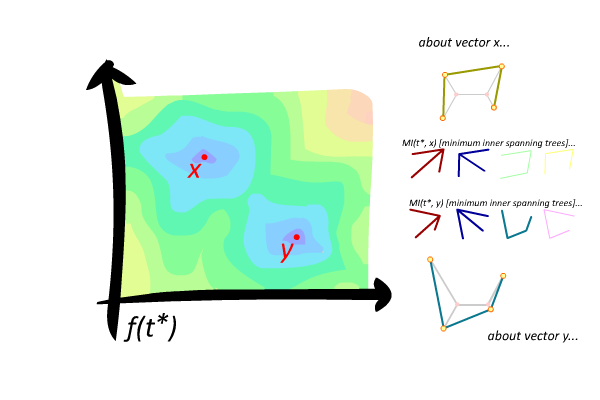 about vector x...
MI(t*, x) [minimum inner spanning trees]...
x
MI(t*, y) [minimum inner spanning trees]...
y
f(t*)
about vector y...